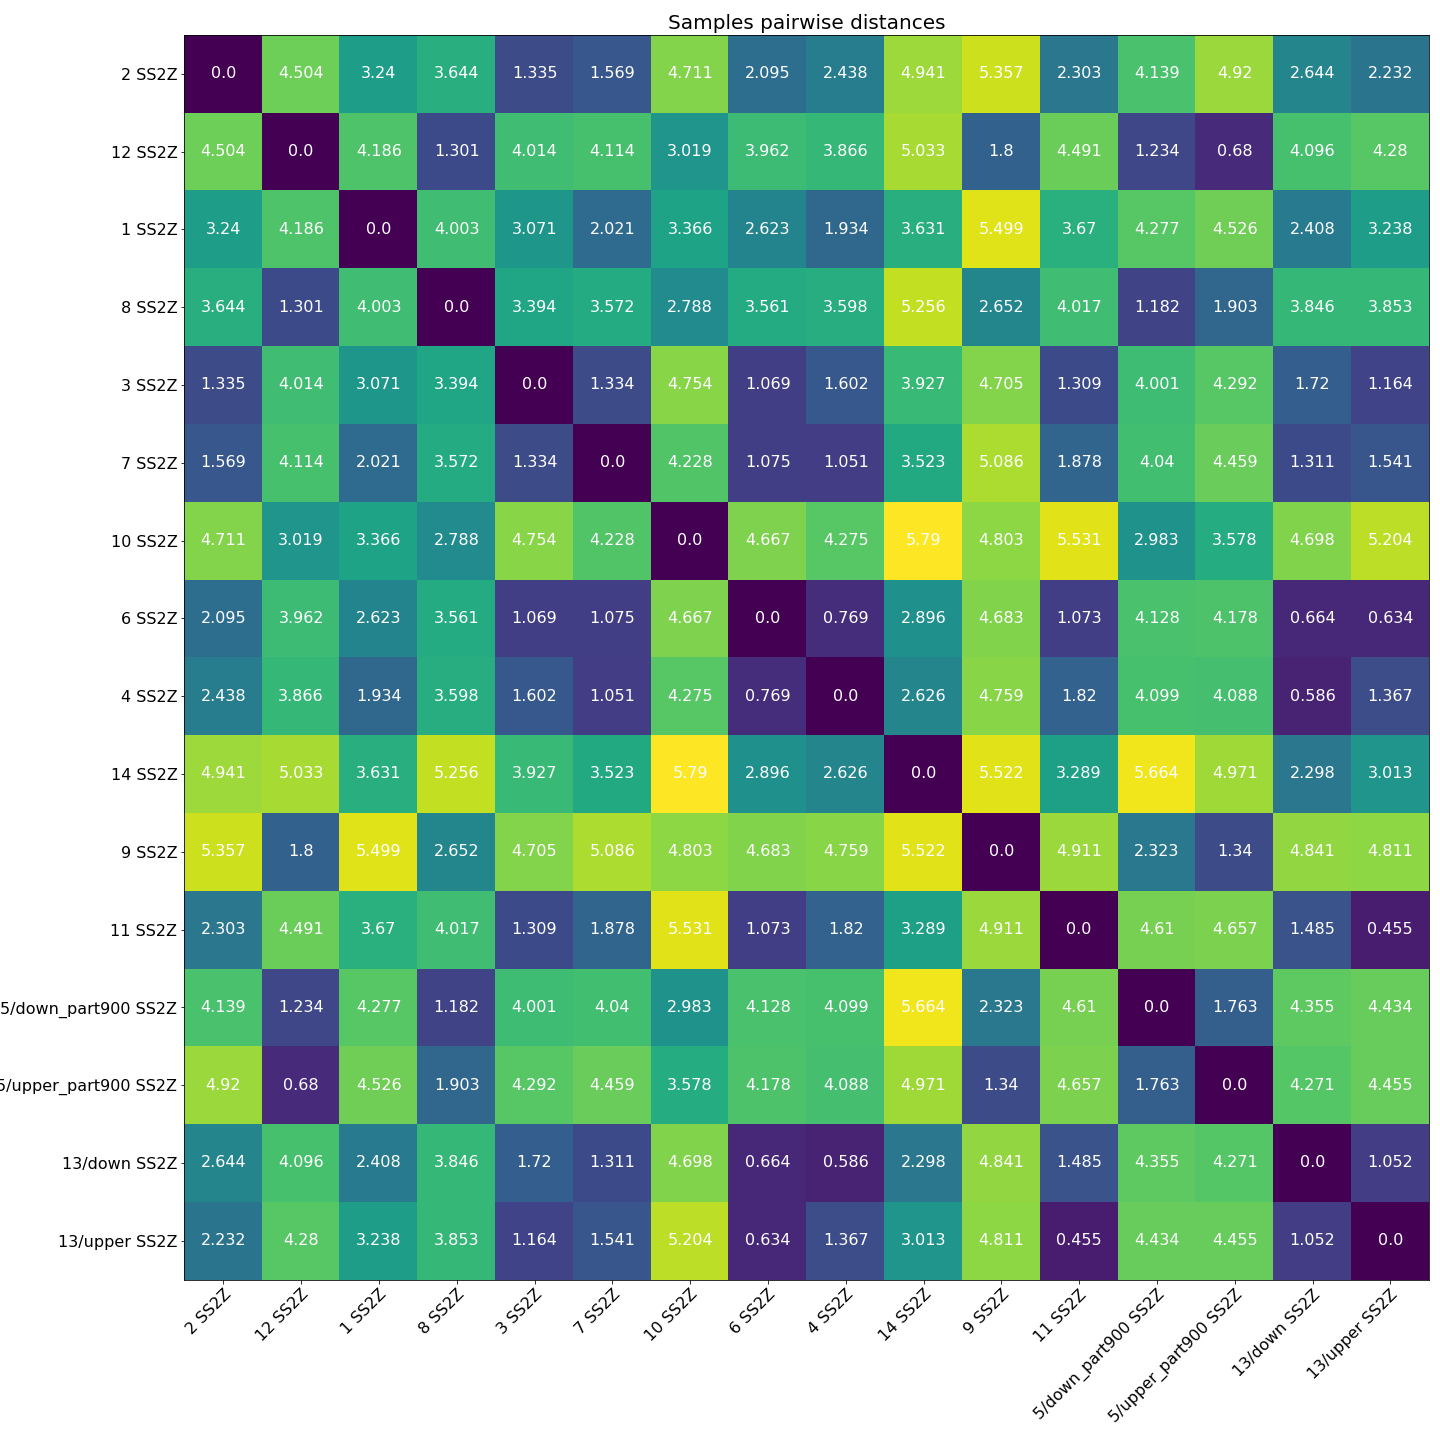 Samples pairwise distances
2 SS2Z 0.0 4.504 3.24 3.644 1.335 1.569 4.711 2.095 2.438 4.941 5.357 2.303 4.139 4.92 2.644 2.232
12 SS2Z 4.504 0.0 4.186 1.301 4.014 4.114 3.019 3.962 3.866 5.033 1.8 4.491 1.234 0.68 4.096 4.28
1 SS2Z 3.24 4.186 0.0 4.003 3.071 2.021 3.366 2.623 1.934 3.631 5.499 3.67 4.277 4.526 2.408 3.238
8 SS2Z 3.644 1.301 4.003 0.0 3.394 3.572 2.788 3.561 3.598 5.256 2.652 4.017 1.182 1.903 3.846 3.853
3 SS2Z 1.335 4.014 3.071 3.394 0.0 1.334 4.754 1.069 1.602 3.927 4.705 1.309 4.001 4.292 1.72 1.164
7 SS2Z 1.569 4.114 2.021 3.572 1.334 0.0 4.228 1.075 1.051 3.523 5.086 1.878 4.04 4.459 1.311 1.541
10 SS2Z 4.711 3.019 3.366 2.788 4.754 4.228 0.0 4.667 4.275 5.79 4.803 5.531 2.983 3.578 4.698 5.204
6 SS2Z 2.095 3.962 2.623 3.561 1.069 1.075 4.667 0.0 0.769 2.896 4.683 1.073 4.128 4.178 0.664 0.634
4 SS2Z 2.438 3.866 1.934 3.598 1.602 1.051 4.275 0.769 0.0 2.626 4.759 1.82 4.099 4.088 0.586 1.367
14 SS2Z 4.941 5.033 3.631 5.256 3.927 3.523 5.79 2.896 2.626 0.0 5.522 3.289 5.664 4.971 2.298 3.013
9 SS2Z 5.357 1.8 5.499 2.652 4.705 5.086 4.803 4.683 4.759 5.522 0.0 4.911 2.323 1.34 4.841 4.811
11 SS2Z 2.303 4.491 3.67 4.017 1.309 1.878 5.531 1.073 1.82 3.289 4.911 0.0 4.61 4.657 1.485 0.455
5/down_part900 SS2Z 4.139 1.234 4.277 1.182 4.001 4.04 2.983 4.128 4.099 5.664 2.323 4.61 0.0 1.763 4.355 4.434
5/upper_part900 SS2Z 4.92 0.68 4.526 1.903 4.292 4.459 3.578 4.178 4.088 4.971 1.34 4.657 1.763 0.0 4.271 4.455
13/down SS2Z 2.644 4.096 2.408 3.846 1.72 1.311 4.698 0.664 0.586 2.298 4.841 1.485 4.355 4.271 0.0 1.052
13/upper SS2Z 2.232 4.28 3.238 3.853 1.164 1.541 5.204 0.634 1.367 3.013 4.811 0.455 4.434 4.455 1.052 0.0
2 SS2Z 12 SS2Z 1 SS2Z 8 SS2Z 3 SS2Z 7 SS2Z 10 SS2Z 6 SS2Z 4 SS2Z 14 SS2Z 9 SS2Z 11 SS2Z 5/down_part900 SS2Z 5/upper_part900 SS2Z 13/down SS2Z 13/upper SS2Z